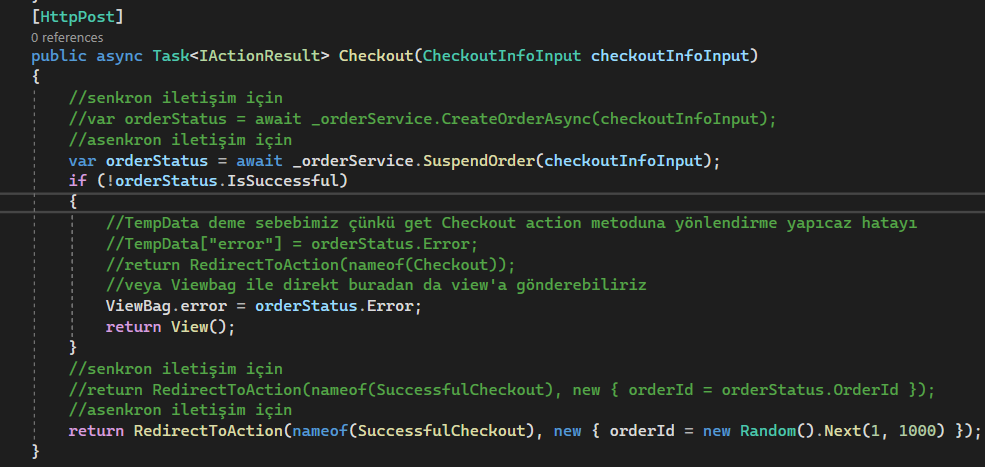 [HttpPost]
0 references
public async Task<IActionResult> Checkout(CheckoutInfoInput checkoutInfoInput)
{
//senkron iletişim için
//var orderStatus = await _orderService.CreateOrderAsync(checkoutInfoInput);
//asenkron iletişim için
var orderStatus = await _orderService.SuspendOrder(checkoutInfoInput);
if (!orderStatus.IsSuccessful)
{
//TempData deme sebebimiz çünkü get Checkout action metoduna yönlendirme yapıcaz hatayı
//TempData["error"] = orderStatus.Error;
//return RedirectToAction(nameof(Checkout));
//veya Viewbag ile direkt buradan da view'a gönderebiliriz
ViewBag.error = orderStatus.Error;
return View();
}
//senkron iletişim için
//return RedirectToAction(nameof(SuccessfulCheckout), new { orderId = orderStatus.OrderId });
//asenkron iletişim için
return RedirectToAction(nameof(SuccessfulCheckout), new { orderId = new Random().Next(1, 1000) });
}